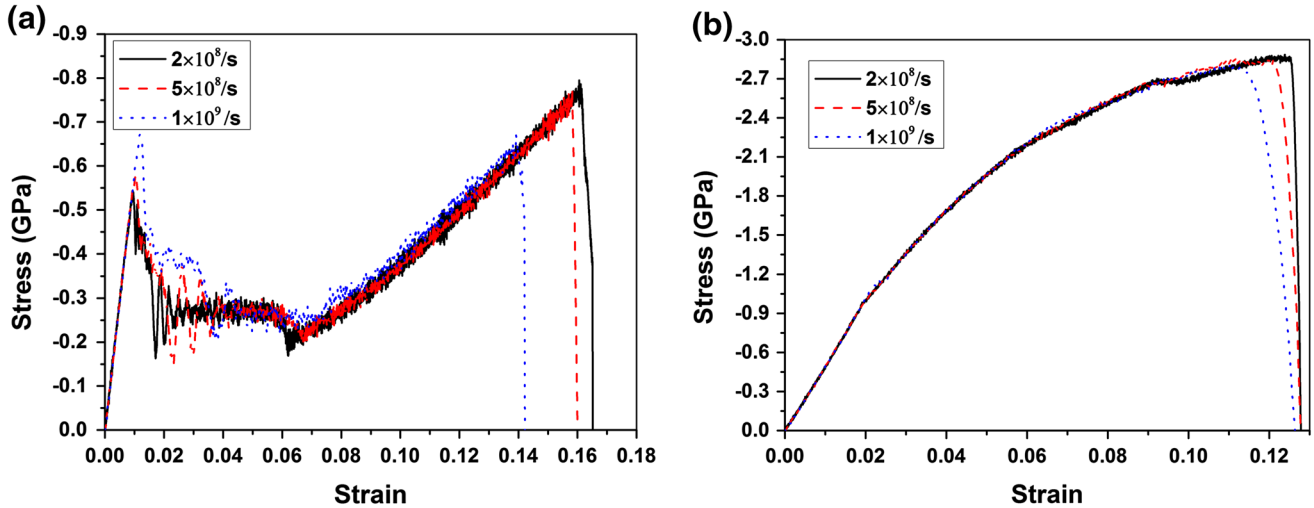 (a)
-0.9
-0.8
-0.7
-0.6
-0.5
-0.4
-0.3
-0.2
-0.1
0.0
Stress (GPa)
2×10⁸/s
5×10⁸/s
1×10⁹/s
0.00 0.02 0.04 0.06 0.08 0.10 0.12 0.14 0.16 0.18
Strain
(b)
-3.0
-2.7
-2.4
-2.1
-1.8
-1.5
-1.2
-0.9
-0.6
-0.3
0.0
Stress (GPa)
2×10⁸/s
5×10⁸/s
1×10⁹/s
0.00 0.02 0.04 0.06 0.08 0.10 0.12
Strain